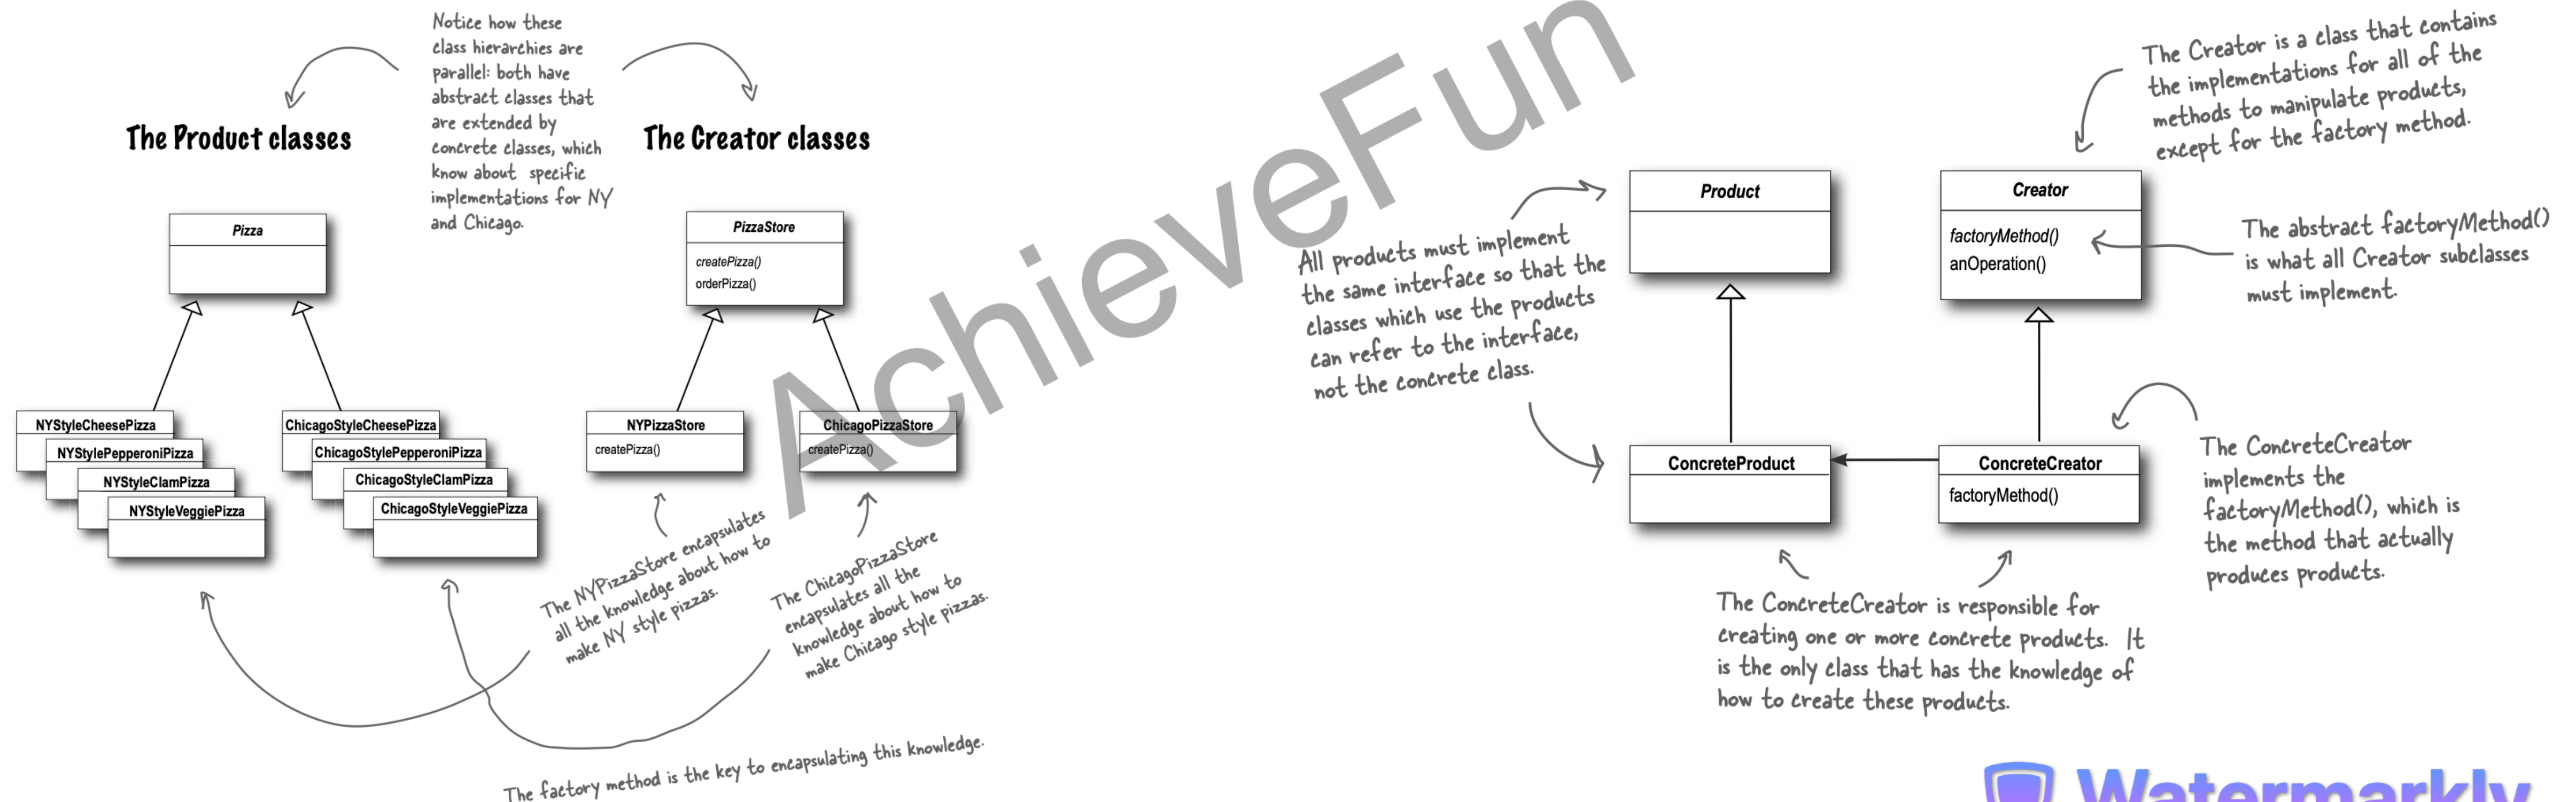 Notice how these
class hierarchies are
parallel: both have
abstract classes that
are extended by
concrete classes, which
know about specific
implementations for NY
and Chicago.
The Product classes
The Creator classes
Pizza
PizzaStore
createPizza()
orderPizza()
NYStyleCheesePizza
NYStylePepperoniPizza
NYStyleClamPizza
NYStyleVeggiePizza
ChicagoStyleCheesePizza
ChicagoStylePepperoniPizza
ChicagoStyleClamPizza
ChicagoStyleVeggiePizza
NYPizzaStore
createPizza()
ChicagoPizzaStore
createPizza()
The NYPizzaStore encapsulates
all the knowledge about how to
make NY style pizzas.
The ChicagoPizzaStore
encapsulates all the
knowledge about how to
make Chicago style pizzas.
The factory method is the key to encapsulating this knowledge.
AchieveFun
The Creator is a class that contains
the implementations for all of the
methods to manipulate products,
except for the factory method.
Product
Creator
factoryMethod()
anOperation()
The abstract factoryMethod()
is what all Creator subclasses
must implement.
All products must implement
the same interface so that the
classes which use the products
can refer to the interface,
not the concrete class.
ConcreteProduct
ConcreteCreator
factoryMethod()
The ConcreteCreator
implements the
factoryMethod(), which is
the method that actually
produces products.
The ConcreteCreator is responsible for
creating one or more concrete products. It
is the only class that has the knowledge of
how to create these products.
Watermarkly